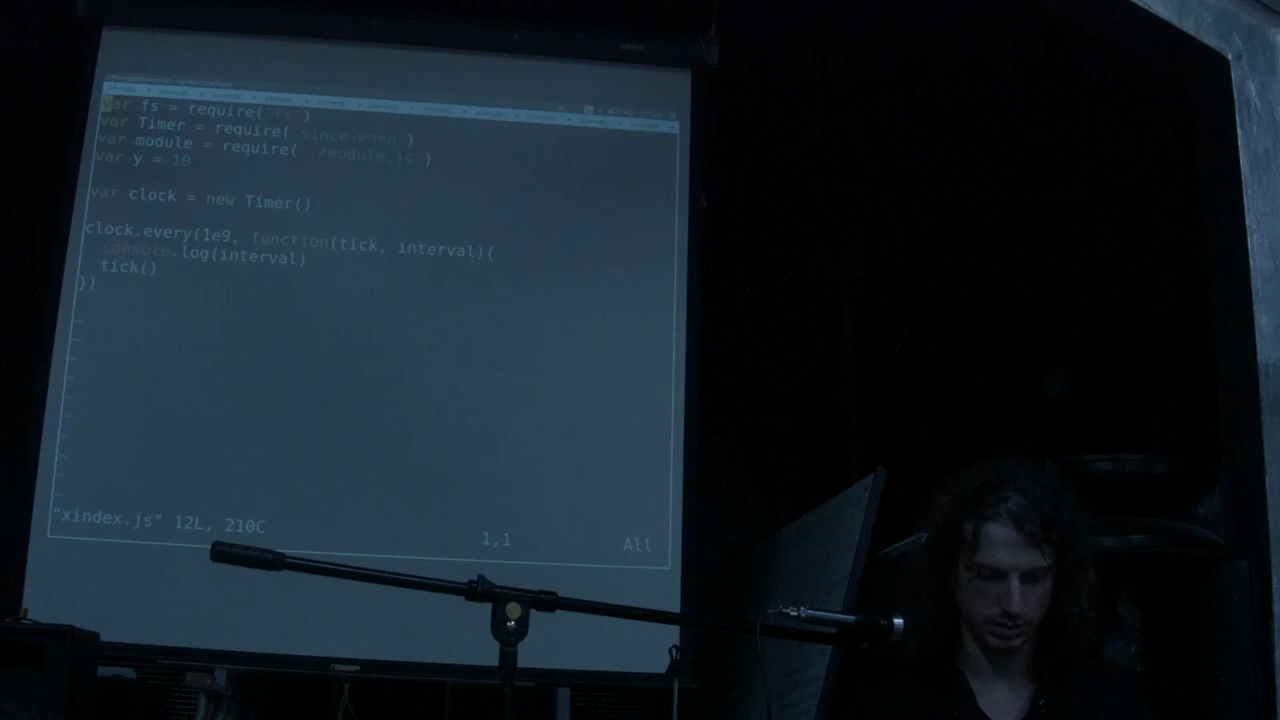 var fs = require('fs')
var Timer = require('since-when')
var module = require('./module.js')
var y = 10
var clock = new Timer()
clock.every(1e9, function(tick, interval){
console.log(interval)
tick()
})
~
~
~
~
~
~
~
~
~
~
"xindex.js" 12L, 210C 1,1 All